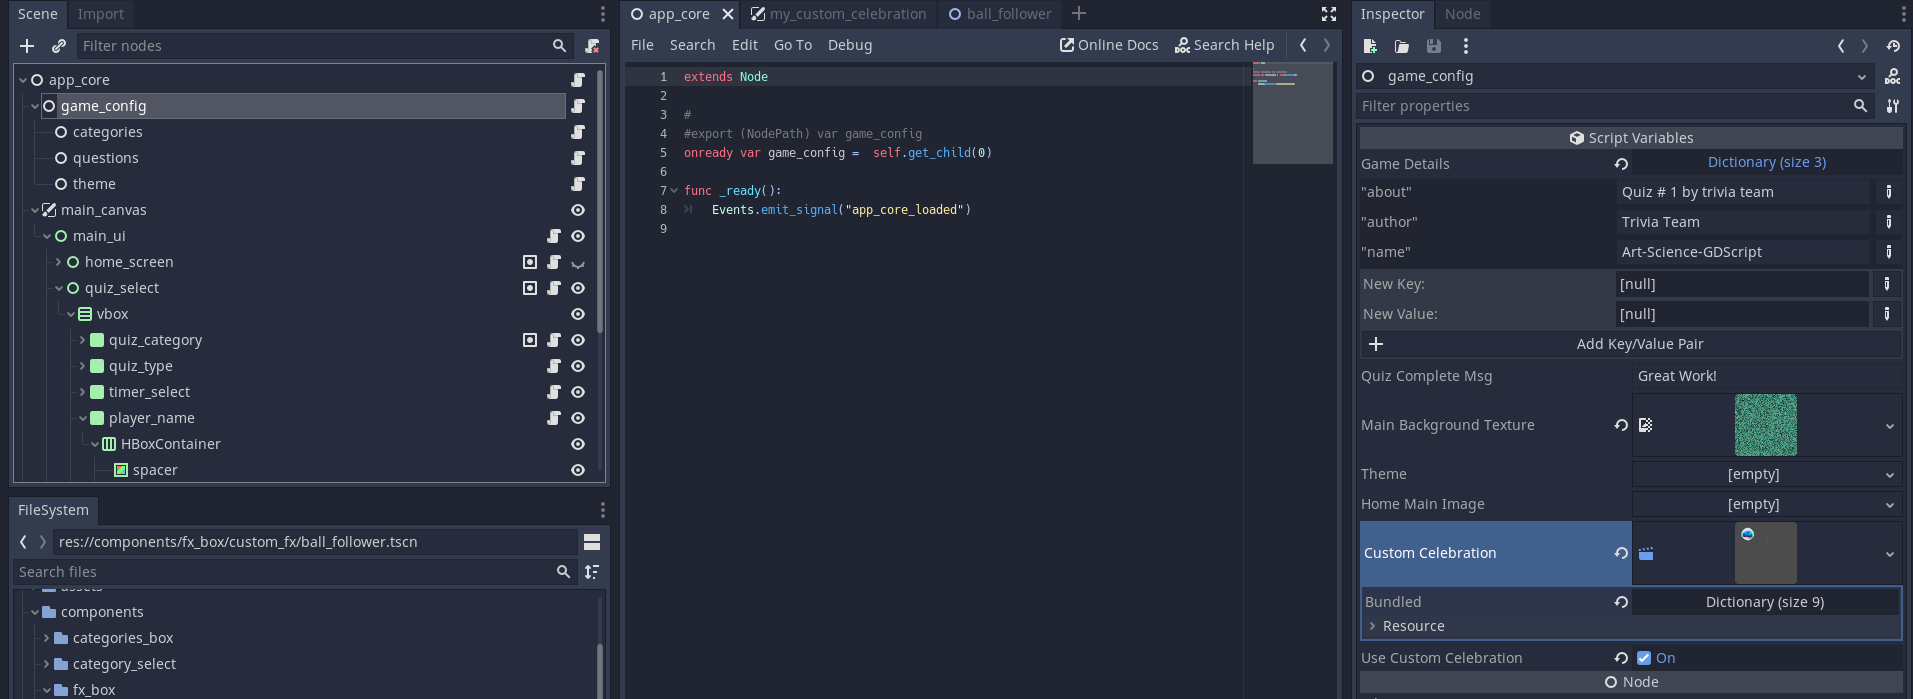 Scene
Import
Filter nodes
app_core
game_config
categories
questions
theme
main_canvas
main_ui
home_screen
quiz_select
vbox
quiz_category
quiz_type
timer_select
player_name
HBoxContainer
spacer
FileSystem
res://components/fx_box/custom_fx/ball_follower.tscn
Search files
assets
components
categories_box
category_select
fx_box
app_core
my_custom_celebration
ball_follower
File Search Edit Go To Debug
Online Docs
Search Help
1 extends Node
2
3 #
4 #export (NodePath) var game_config
5 onready var game_config =  self.get_child(0)
6
7 func _ready():
8 Events.emit_signal("app_core_loaded")
9
Inspector
Node
game_config
Filter properties
Script Variables
Game Details Dictionary (size 3)
"about" Quiz # 1 by trivia team
"author" Trivia Team
"name" Art-Science-GDScript
New Key: [null]
New Value: [null]
Add Key/Value Pair
Quiz Complete Msg Great Work!
Main Background Texture
Theme [empty]
Home Main Image [empty]
Custom Celebration
Bundled Dictionary (size 9)
Resource
Use Custom Celebration On
Node